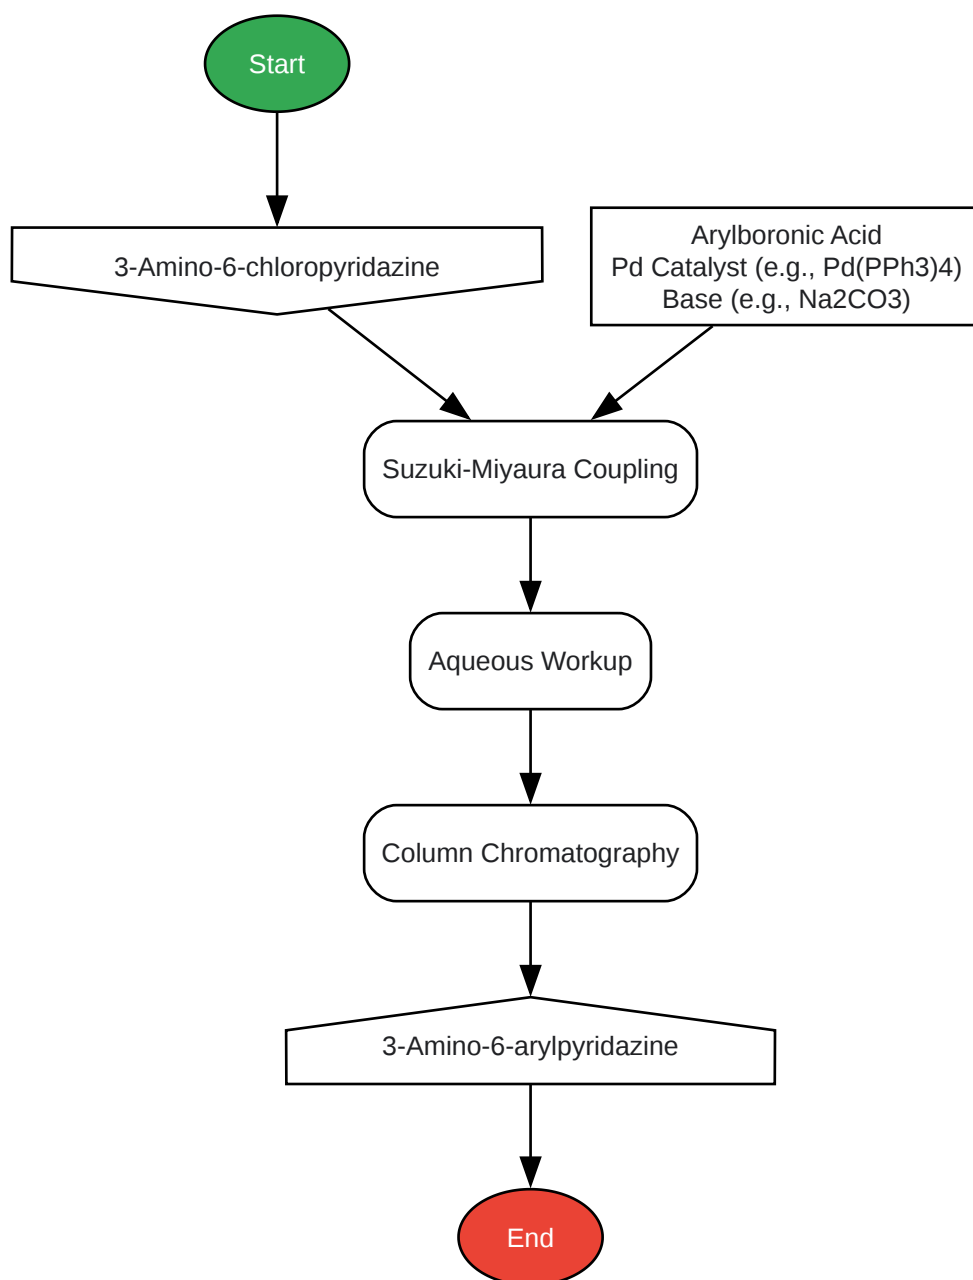 Start
3-Amino-6-chloropyridazine
Arylboronic Acid
Pd Catalyst (e.g., Pd(PPh3)4)
Base (e.g., Na2CO3)
Suzuki-Miyaura Coupling
Aqueous Workup
Column Chromatography
3-Amino-6-arylpyridazine
End